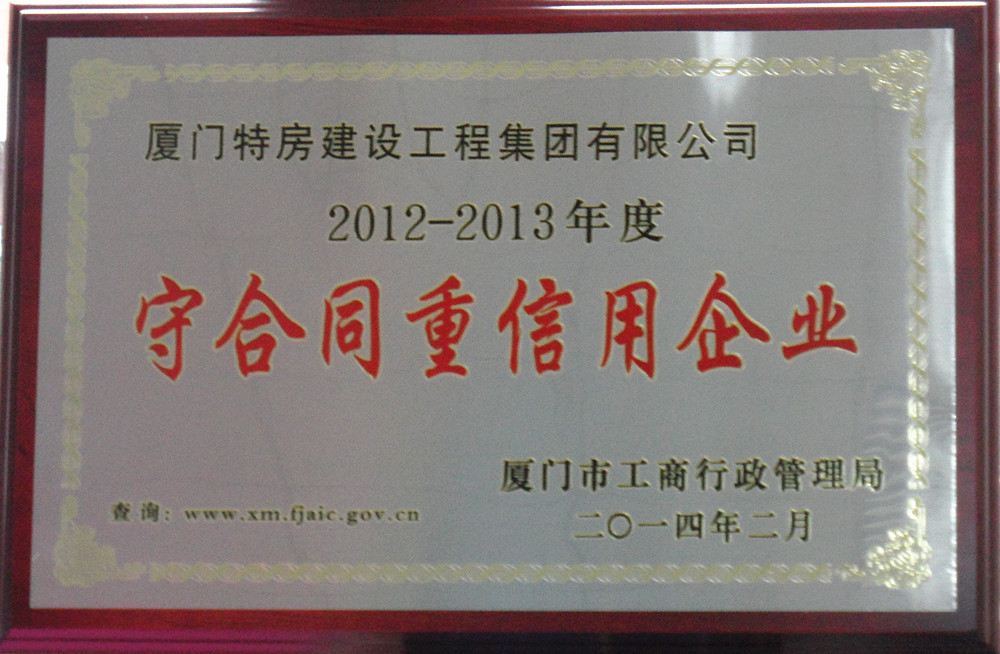 厦门特房建设工程集团有限公司
2012-2013年度
守合同重信用企业
厦门市工商行政管理局
查询：www.xm.fjaic.gov.cn
二〇一四年二月